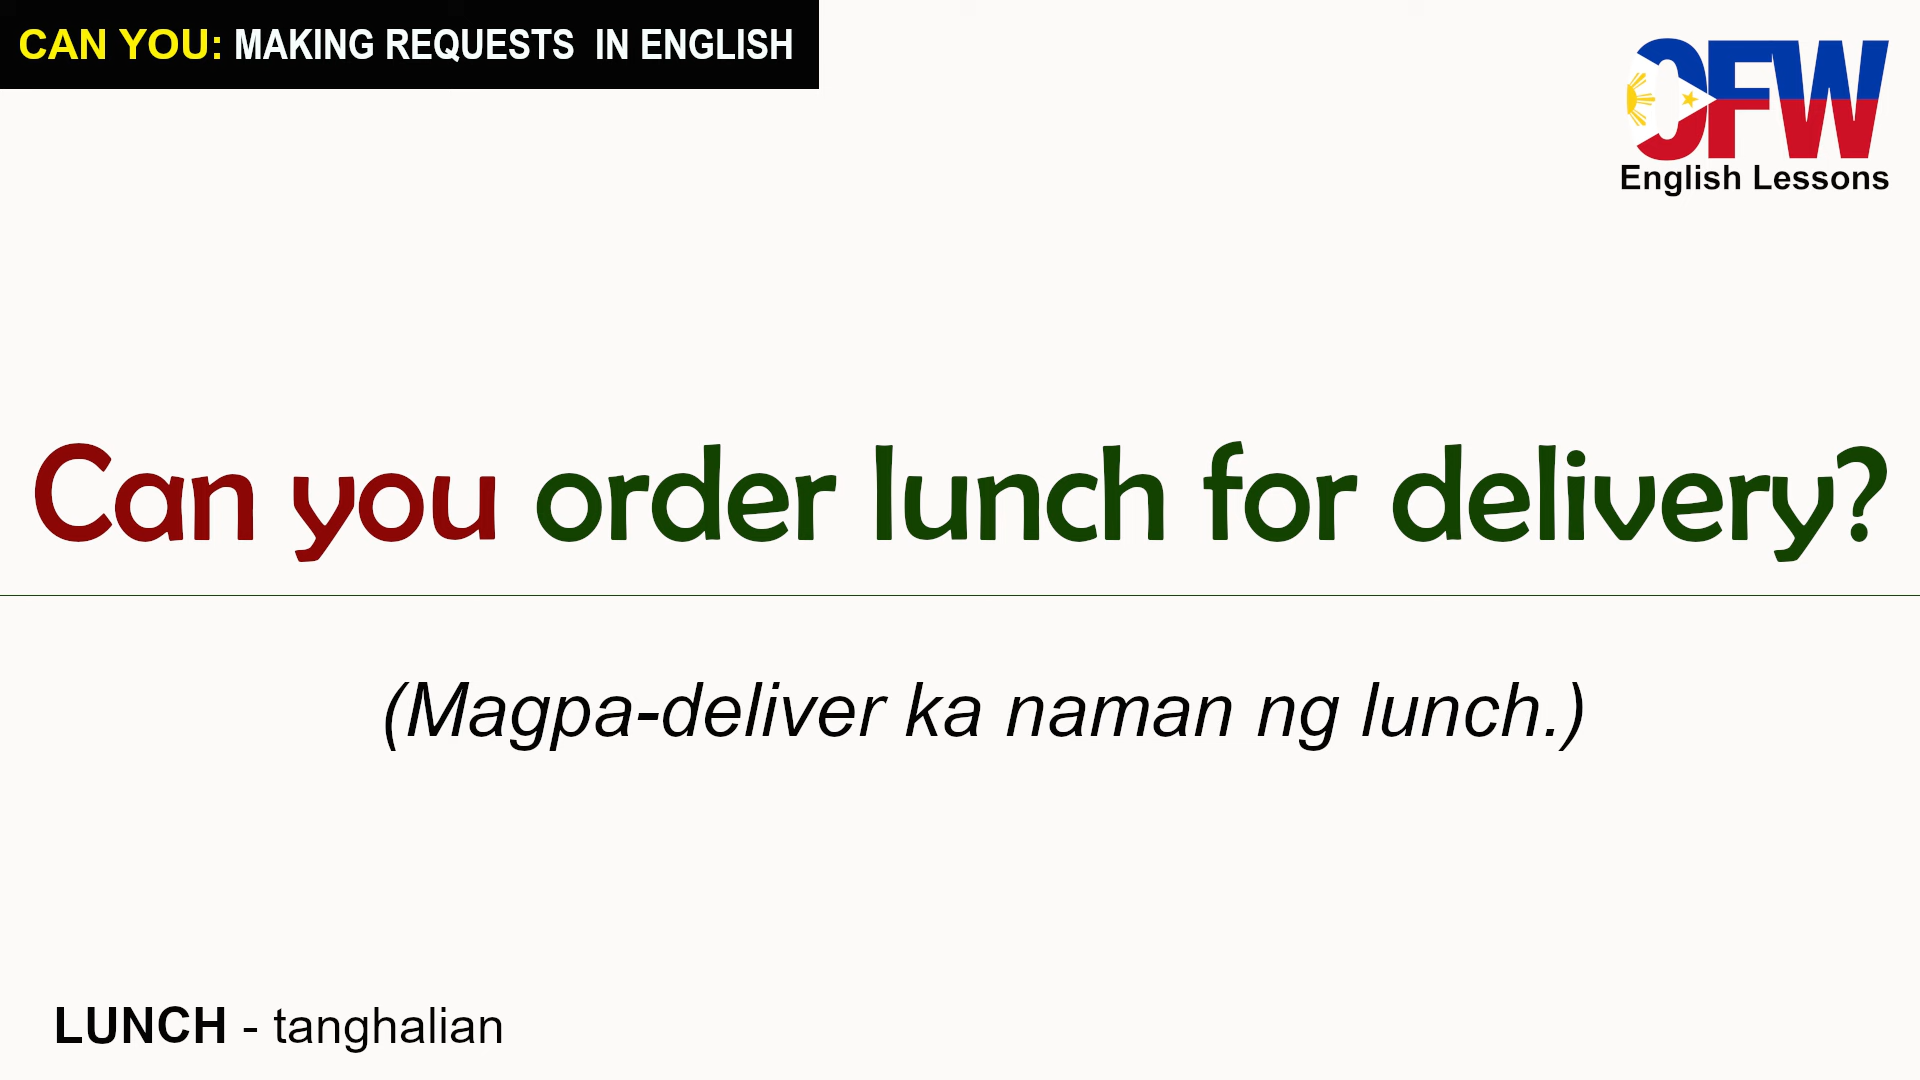 CAN YOU: MAKING REQUESTS IN ENGLISH
OFW
English Lessons
Can you order lunch for delivery?
(Magpa-deliver ka naman ng lunch.)
LUNCH - tanghalian